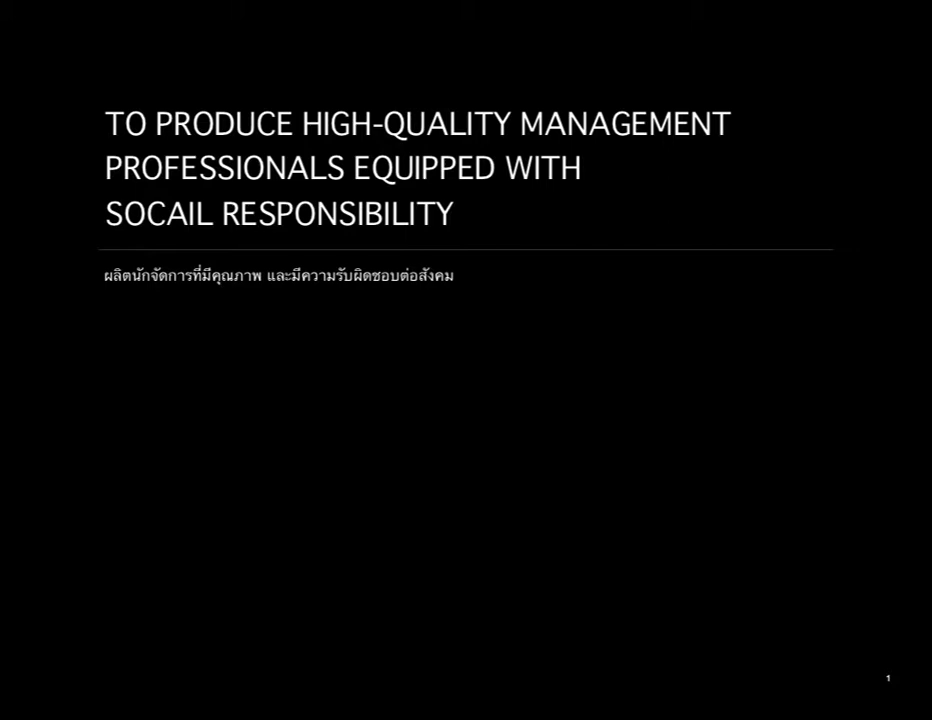 TO PRODUCE HIGH-QUALITY MANAGEMENT
PROFESSIONALS EQUIPPED WITH
SOCAIL RESPONSIBILITY
ผลิตนักจัดการที่มีคุณภาพ และมีความรับผิดชอบต่อสังคม
1